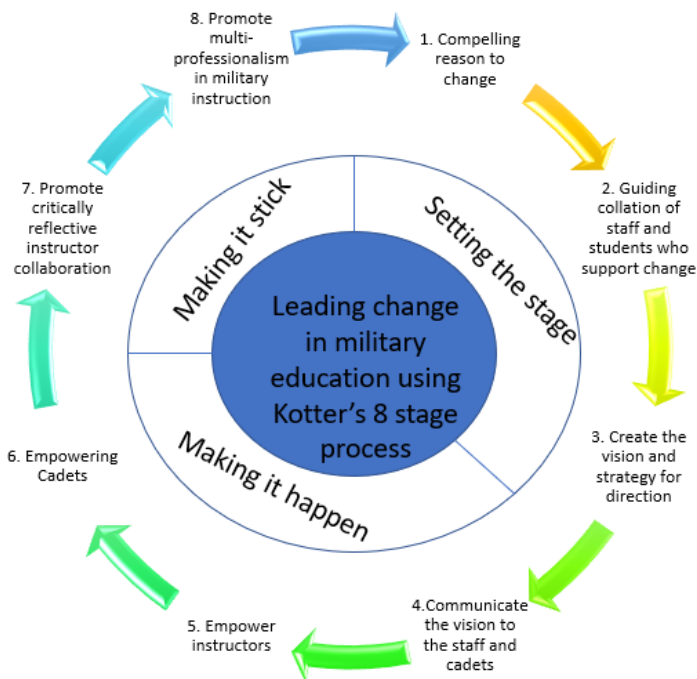 8. Promote
multi-
professionalism
in military
instruction
1. Compelling
reason to
change
2. Guiding
collation of
staff and
students who
support change
3. Create the
vision and
strategy for
direction
4.Communicate
the vision to
the staff and
cadets
5. Empower
instructors
6. Empowering
Cadets
7. Promote
critically
reflective
instructor
collaboration
Making it stick
Setting the stage
Making it happen
Leading change
in military
education using
Kotter’s 8 stage
process